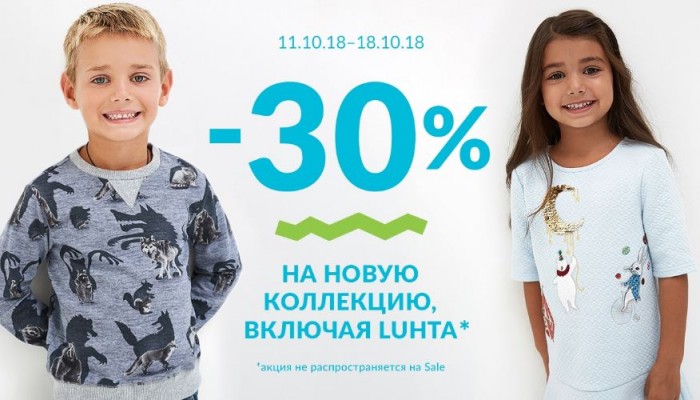 11.10.18–18.10.18
-30%
НА НОВУЮ
КОЛЛЕКЦИЮ,
ВКЛЮЧАЯ LUHTA*
*акция не распространяется на Sale